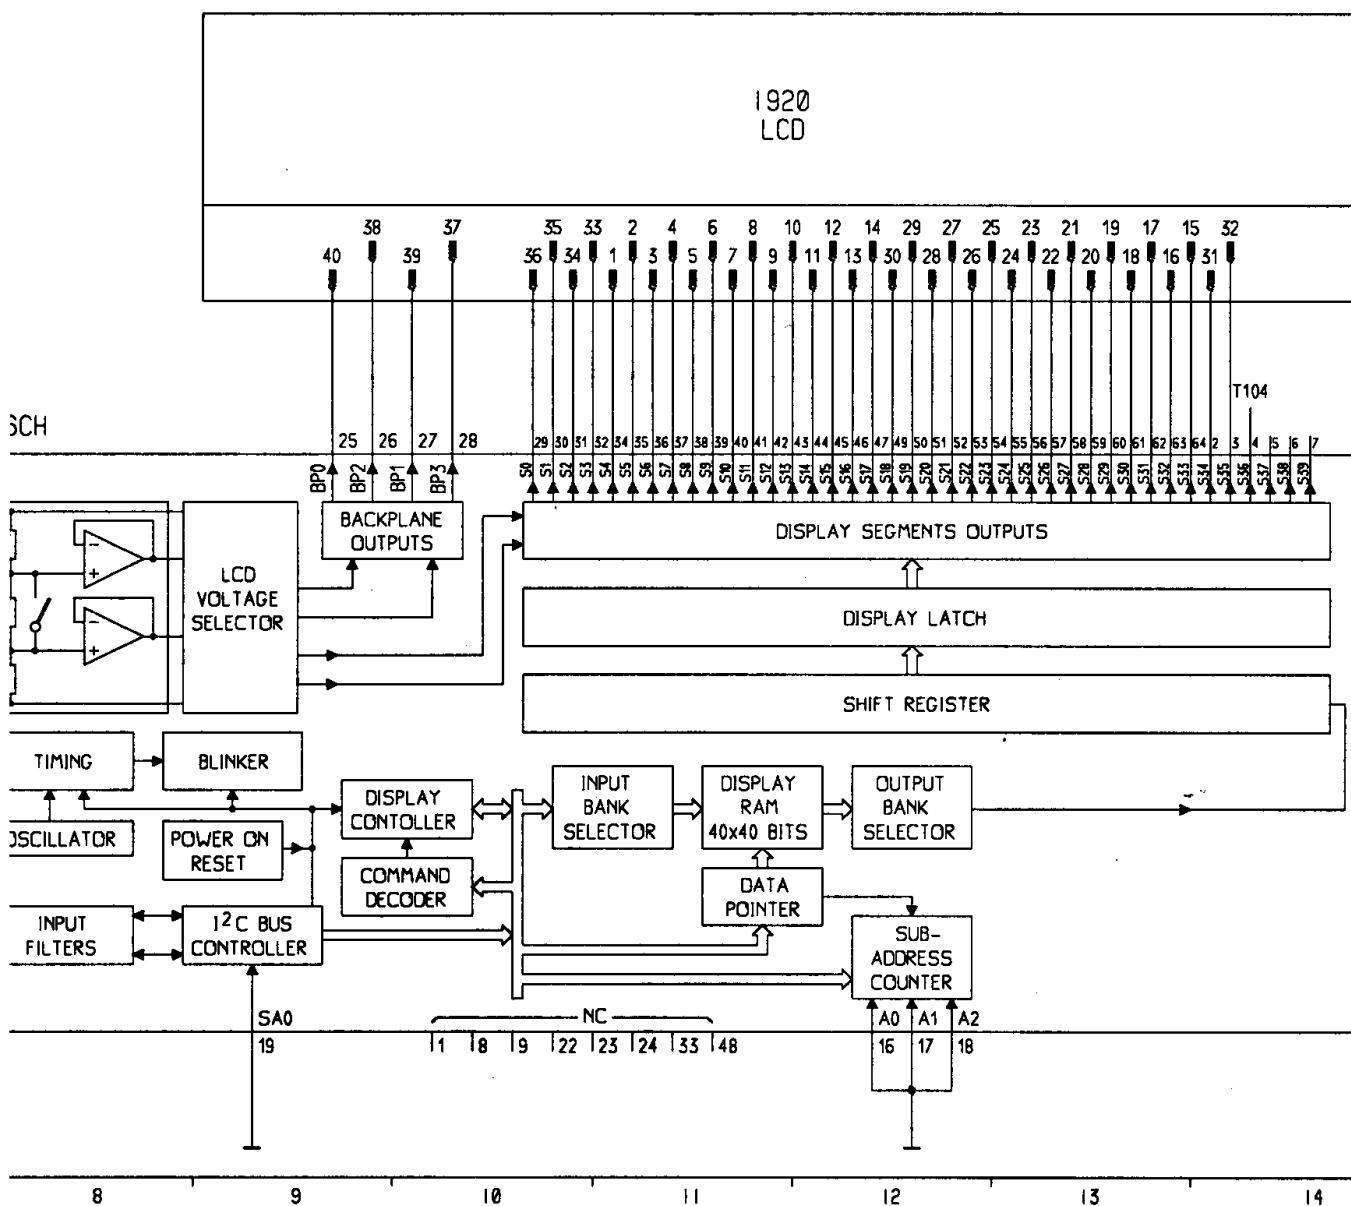 1920
LCD
38 37 35 33 2 4 6 8 10 12 14 29 27 25 23 21 19 17 15 32
40 39 36 34 1 3 5 7 9 11 13 30 28 26 24 22 20 18 16 31
T104
SCH
25 26 27 28 29 30 31 32 34 35 36 37 38 39 40 41 42 43 44 45 46 47 49 50 51 52 53 54 55 56 57 58 59 60 61 62 63 64 2 3 4 5 6 7
BP0 BP2 BP1 BP3 S0 S1 S2 S3 S4 S5 S6 S7 S8 S9 S10 S11 S12 S13 S14 S15 S16 S17 S18 S19 S20 S21 S22 S23 S24 S25 S26 S27 S28 S29 S30 S31 S32 S33 S34 S35 S36 S37 S38 S39
BACKPLANE
OUTPUTS
DISPLAY SEGMENTS OUTPUTS
- +
- +
LCD
VOLTAGE
SELECTOR
DISPLAY LATCH
SHIFT REGISTER
TIMING
BLINKER
DISPLAY
CONTOLLER
INPUT
BANK
SELECTOR
DISPLAY
RAM
40x40 BITS
OUTPUT
BANK
SELECTOR
OSCILLATOR
POWER ON
RESET
COMMAND
DECODER
DATA
POINTER
INPUT
FILTERS
I²C BUS
CONTROLLER
SUB-
ADDRESS
COUNTER
SA0
NC
A0 A1 A2
19 1 8 9 22 23 24 33 48 16 17 18
8 9 10 11 12 13 14